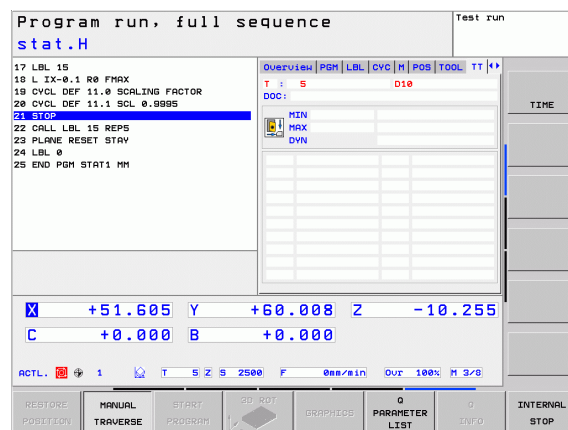 Program run, full sequence
Test run
stat.H
17 LBL 15
18 L IX-0.1 R0 FMAX
19 CYCL DEF 11.0 SCALING FACTOR
20 CYCL DEF 11.1 SCL 0.9995
21 STOP
22 CALL LBL 15 REP5
23 PLANE RESET STAY
24 LBL 0
25 END PGM STAT1 MM
Overview PGM LBL CYC M POS TOOL TT
T : 5 D10
DOC:
MIN
MAX
DYN
X +51.605 Y +60.008 Z -10.255
C +0.000 B +0.000
ACTL. 1 T 5 Z S 2500 F 0mm/min Ovr 100% M 3/8
TIME
RESTORE POSITION
MANUAL TRAVERSE
START PROGRAM
3D ROT
GRAPHICS
Q PARAMETER LIST
Q INFO
INTERNAL STOP